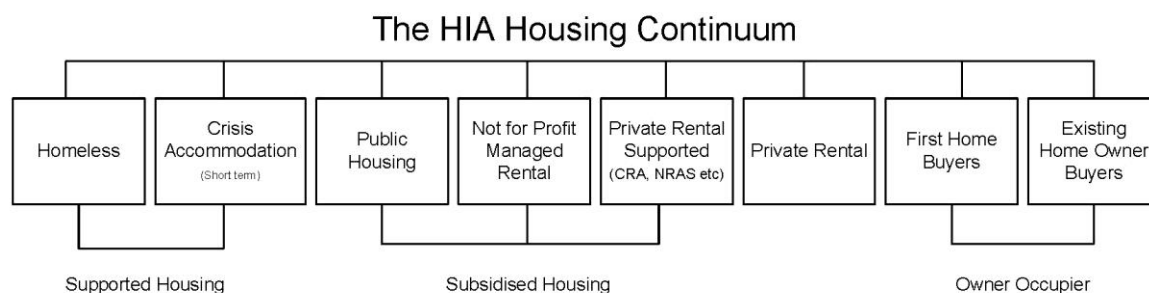 The HIA Housing Continuum
Homeless
Crisis
Accommodation
(Short term)
Public
Housing
Not for Profit
Managed
Rental
Private Rental
Supported
(CRA, NRAS etc)
Private Rental
First Home
Buyers
Existing
Home Owner
Buyers
Supported Housing
Subsidised Housing
Owner Occupier